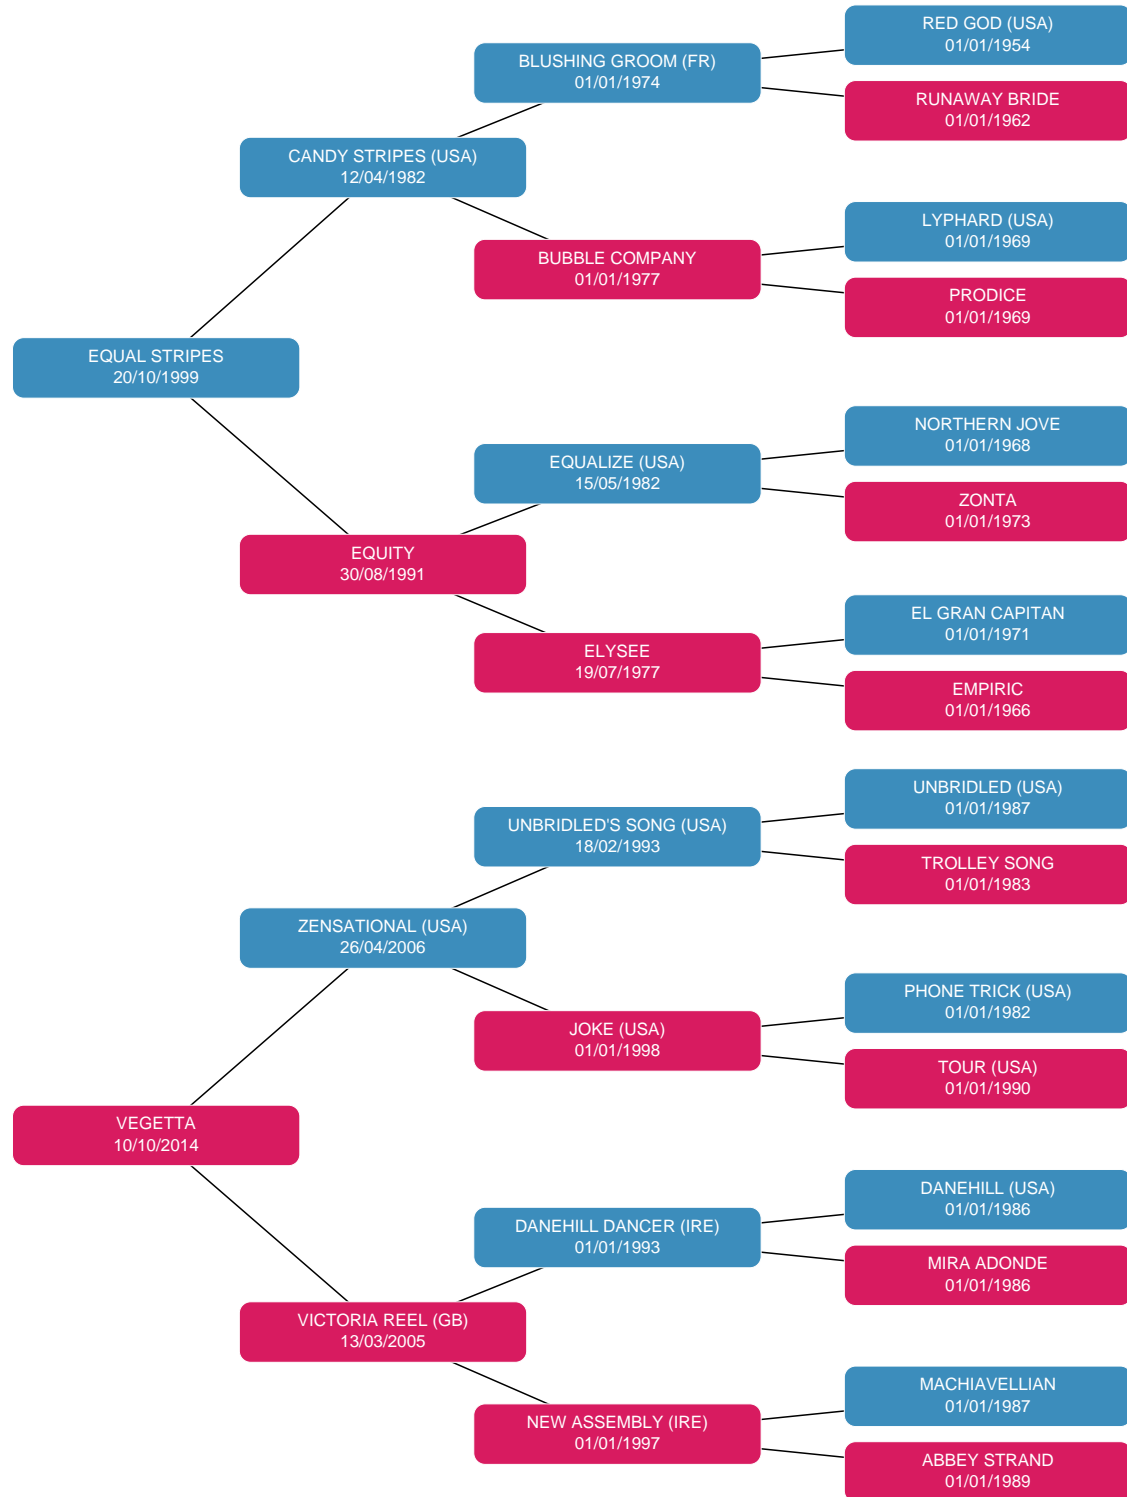 RED GOD (USA)
01/01/1954
BLUSHING GROOM (FR)
01/01/1974
RUNAWAY BRIDE
01/01/1962
CANDY STRIPES (USA)
12/04/1982
LYPHARD (USA)
01/01/1969
BUBBLE COMPANY
01/01/1977
PRODICE
01/01/1969
EQUAL STRIPES
20/10/1999
NORTHERN JOVE
01/01/1968
EQUALIZE (USA)
15/05/1982
ZONTA
01/01/1973
EQUITY
30/08/1991
EL GRAN CAPITAN
01/01/1971
ELYSEE
19/07/1977
EMPIRIC
01/01/1966
UNBRIDLED (USA)
01/01/1987
UNBRIDLED'S SONG (USA)
18/02/1993
TROLLEY SONG
01/01/1983
ZENSATIONAL (USA)
26/04/2006
PHONE TRICK (USA)
01/01/1982
JOKE (USA)
01/01/1998
TOUR (USA)
01/01/1990
VEGETTA
10/10/2014
DANEHILL (USA)
01/01/1986
DANEHILL DANCER (IRE)
01/01/1993
MIRA ADONDE
01/01/1986
VICTORIA REEL (GB)
13/03/2005
MACHIAVELLIAN
01/01/1987
NEW ASSEMBLY (IRE)
01/01/1997
ABBEY STRAND
01/01/1989